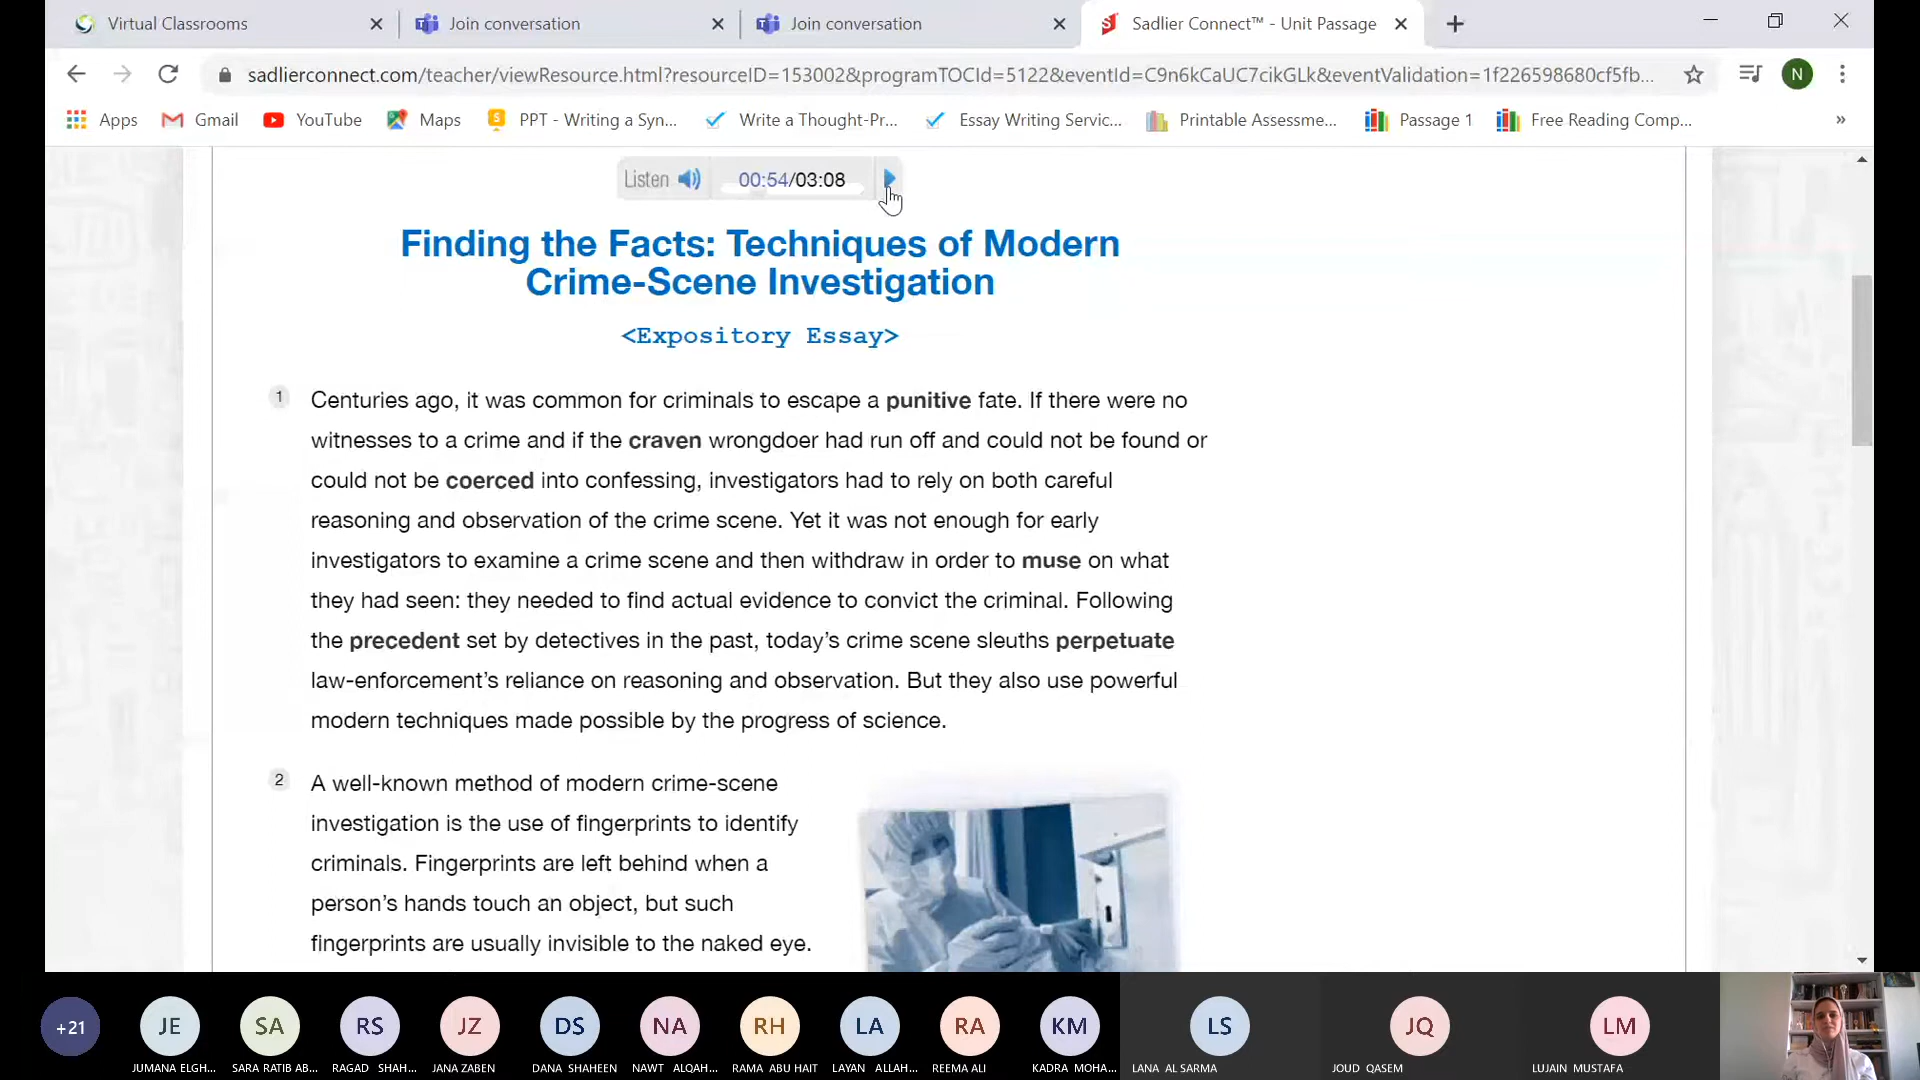 Virtual Classrooms
Join conversation
Join conversation
Sadlier Connect™ - Unit Passage
sadlierconnect.com/teacher/viewResource.html?resourceID=153002&programTOCId=5122&eventId=C9n6kCaUC7cikGLk&eventValidation=1f226598680cf5fb...
N
Apps
Gmail
YouTube
Maps
PPT - Writing a Syn...
Write a Thought-Pr...
Essay Writing Servic...
Printable Assessme...
Passage 1
Free Reading Comp...
»
Listen 00:54/03:08
Finding the Facts: Techniques of Modern
Crime-Scene Investigation
<Expository Essay>
1 Centuries ago, it was common for criminals to escape a punitive fate. If there were no
witnesses to a crime and if the craven wrongdoer had run off and could not be found or
could not be coerced into confessing, investigators had to rely on both careful
reasoning and observation of the crime scene. Yet it was not enough for early
investigators to examine a crime scene and then withdraw in order to muse on what
they had seen: they needed to find actual evidence to convict the criminal. Following
the precedent set by detectives in the past, today's crime scene sleuths perpetuate
law-enforcement's reliance on reasoning and observation. But they also use powerful
modern techniques made possible by the progress of science.
2 A well-known method of modern crime-scene
investigation is the use of fingerprints to identify
criminals. Fingerprints are left behind when a
person's hands touch an object, but such
fingerprints are usually invisible to the naked eye.
+21 JE SA RS JZ DS NA RH LA RA KM LS JQ LM
JUMANA ELGH... SARA RATIB AB... RAGAD SHAH... JANA ZABEN DANA SHAHEEN NAWT ALQAH... RAMA ABU HAIT LAYAN ALLAH... REEMA ALI KADRA MOHA... LANA AL SARMA JOUD QASEM LUJAIN MUSTAFA